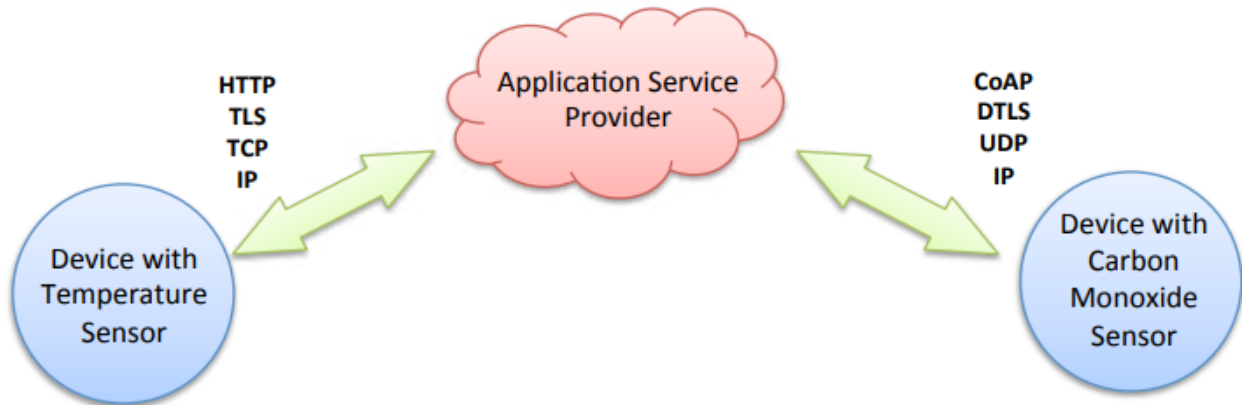 HTTP
TLS
TCP
IP
Application Service
Provider
CoAP
DTLS
UDP
IP
Device with
Temperature
Sensor
Device with
Carbon
Monoxide
Sensor